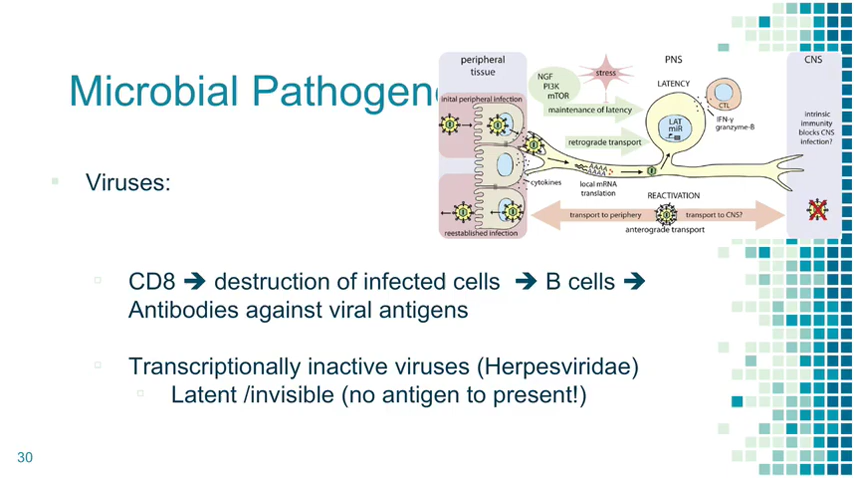 Microbial Pathogen
Viruses:
CD8 ➔ destruction of infected cells ➔ B cells ➔
Antibodies against viral antigens
Transcriptionally inactive viruses (Herpesviridae)
Latent /invisible (no antigen to present!)
30
peripheral
tissue
inital peripheral infection
reestablished infection
NGF
PI3K
mTOR
stress
maintenance of latency
retrograde transport
cytokines
AAAA
AAAA
local mRNA
translation
PNS
LATENCY
LAT
miR
CTL
IFN-γ
granzyme-B
REACTIVATION
transport to periphery
transport to CNS?
anterograde transport
CNS
intrinsic
immunity
blocks CNS
infection?